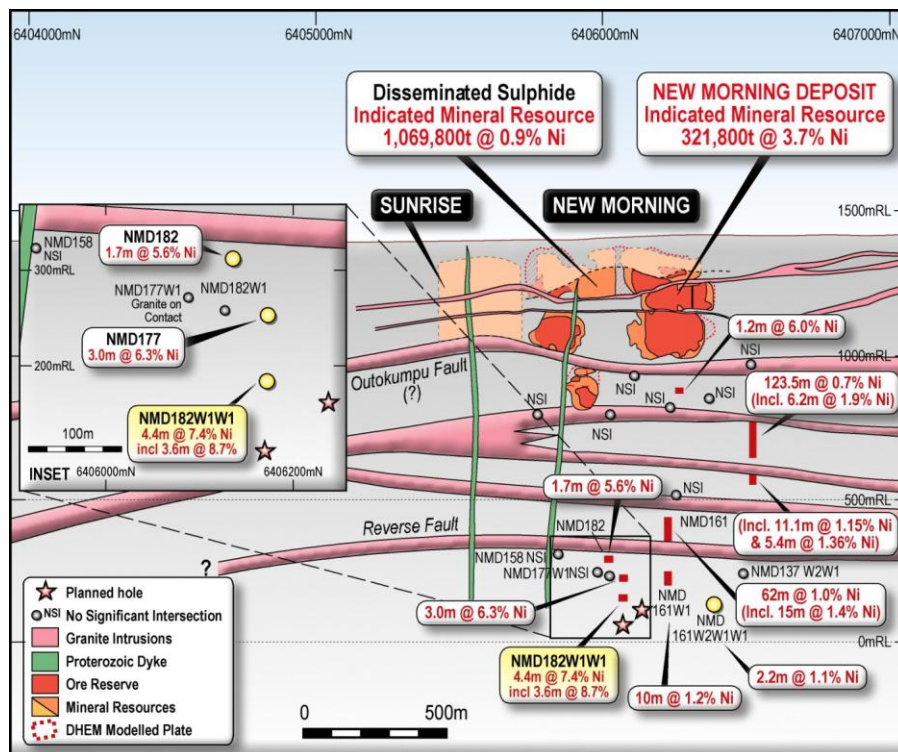 6404000mN
6405000mN
6406000mN
6407000mN
Disseminated Sulphide
Indicated Mineral Resource
1,069,800t @ 0.9% Ni
NEW MORNING DEPOSIT
Indicated Mineral Resource
321,800t @ 3.7% Ni
SUNRISE
NEW MORNING
1500mRL
1000mRL
500mRL
0mRL
NMD158
NSI
NMD182
1.7m @ 5.6% Ni
300mRL
NMD177W1
Granite on
Contact
NMD182W1
NMD177
3.0m @ 6.3% Ni
200mRL
NMD182W1W1
4.4m @ 7.4% Ni
incl 3.6m @ 8.7%
100m
INSET
6406000mN
6406200mN
Outokumpu Fault
(?)
NSI
NSI
NSI
NSI
NSI
NSI
NSI
NSI
1.2m @ 6.0% Ni
123.5m @ 0.7% Ni
(Incl. 6.2m @ 1.9% Ni)
1.7m @ 5.6% Ni
NMD182
NMD161
(Incl. 11.1m @ 1.15% Ni
& 5.4m @ 1.36% Ni)
Reverse Fault
?
NMD158 NSI
NMD177W1NSI
NMD137 W2W1
3.0m @ 6.3% Ni
NMD
161W1
NMD
161W2W1W1
62m @ 1.0% Ni
(Incl. 15m @ 1.4% Ni)
NMD182W1W1
4.4m @ 7.4% Ni
incl 3.6m @ 8.7%
10m @ 1.2% Ni
2.2m @ 1.1% Ni
Planned hole
NSI No Significant Intersection
Granite Intrusions
Proterozoic Dyke
Ore Reserve
Mineral Resources
DHEM Modelled Plate
0 500m